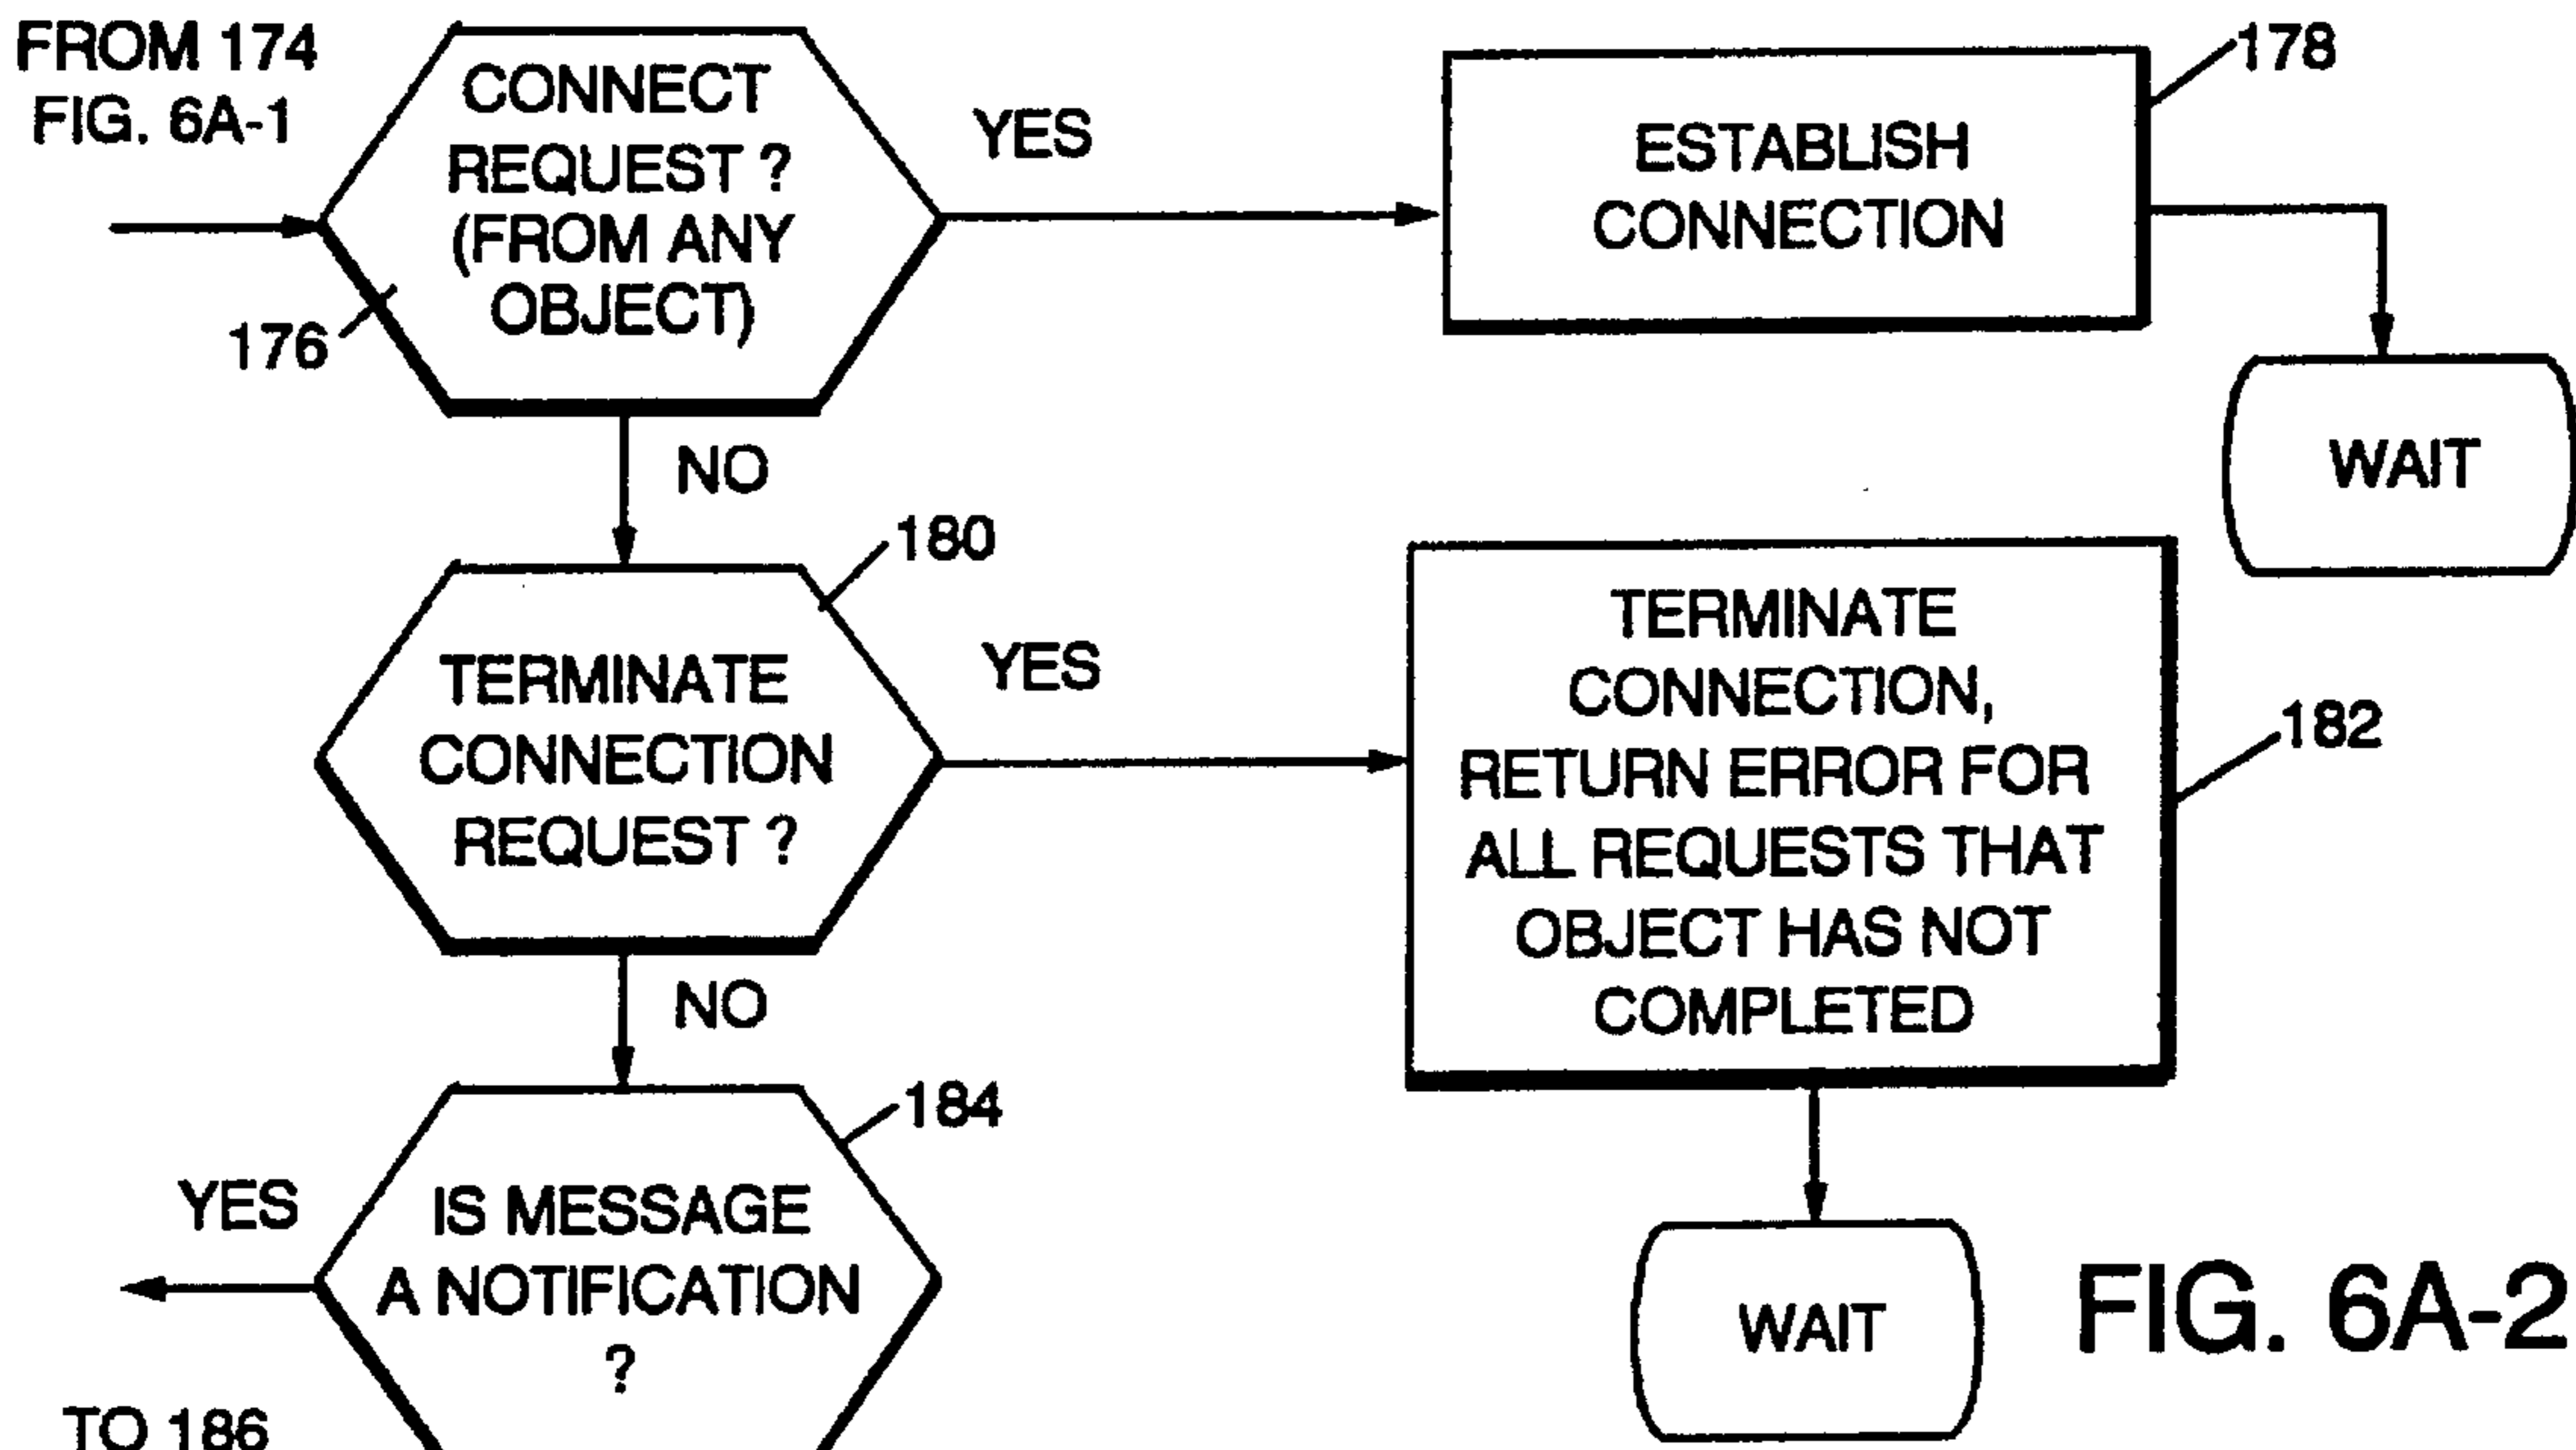 FROM 174
FIG. 6A-1
CONNECT
REQUEST ?
(FROM ANY
OBJECT)
176
YES
ESTABLISH
CONNECTION
178
WAIT
NO
180
TERMINATE
CONNECTION
REQUEST ?
YES
TERMINATE
CONNECTION,
RETURN ERROR FOR
ALL REQUESTS THAT
OBJECT HAS NOT
COMPLETED
182
WAIT
NO
184
IS MESSAGE
A NOTIFICATION
?
YES
TO 186
FIG. 6A-2